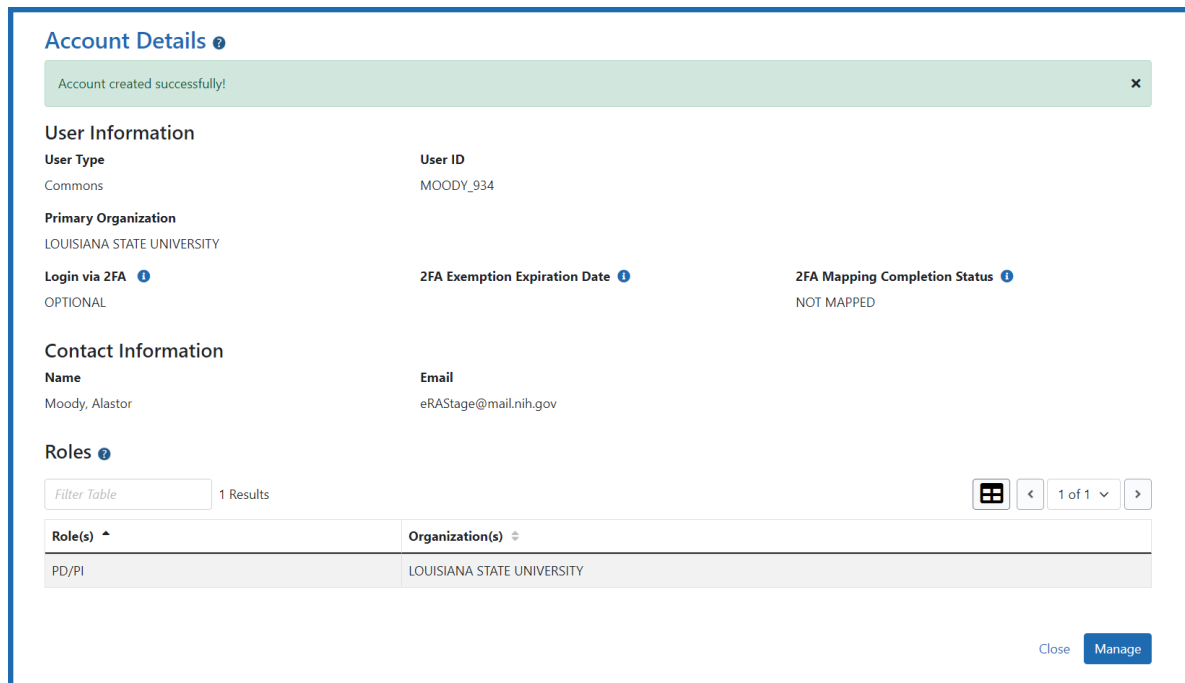 Account Details ?
Account created successfully! ×
User Information
User Type User ID
Commons MOODY_934
Primary Organization
LOUISIANA STATE UNIVERSITY
Login via 2FA i 2FA Exemption Expiration Date i 2FA Mapping Completion Status i
OPTIONAL NOT MAPPED
Contact Information
Name Email
Moody, Alastor eRAStage@mail.nih.gov
Roles ?
Filter Table 1 Results 1 of 1
Role(s) Organization(s)
PD/PI LOUISIANA STATE UNIVERSITY
Close Manage